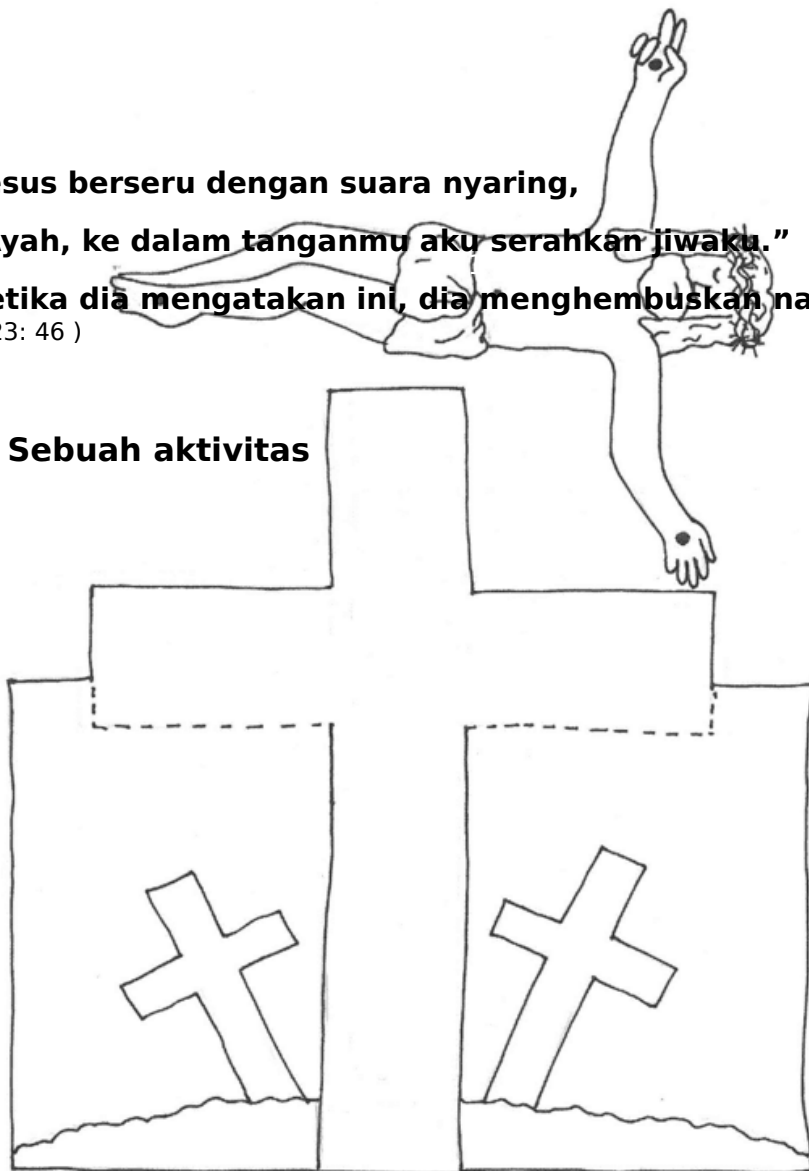 esus berseru dengan suara nyaring,
yah, ke dalam tanganmu aku serahkan jiwaku.”
etika dia mengatakan ini, dia menghembuskan na
23: 46 )
Sebuah aktivitas